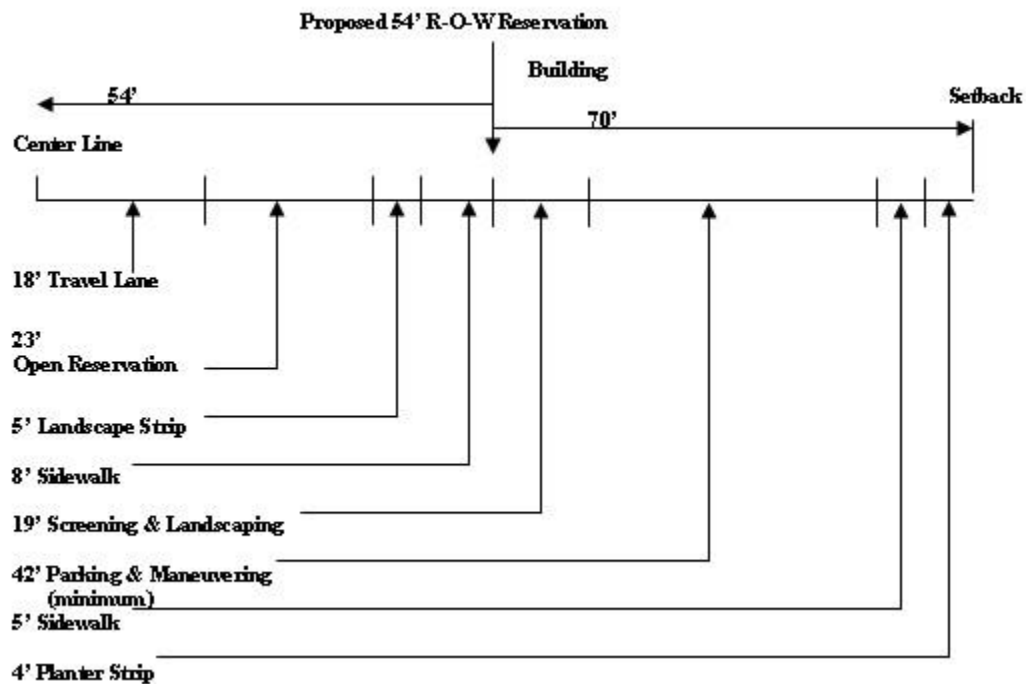 Proposed 54’ R-O-W Reservation
Building
54’
Setback
70’
Center Line
18’ Travel Lane
23’
Open Reservation
5’ Landscape Strip
8’ Sidewalk
19’ Screening & Landscaping
42’ Parking & Maneuvering
(minimum)
5’ Sidewalk
4’ Planter Strip